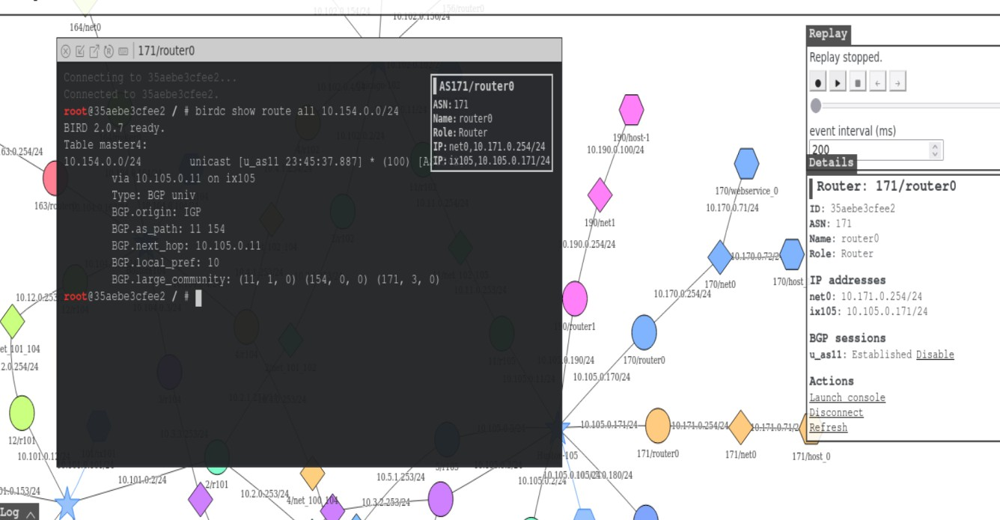 164/net0
10.102.0.154/24
156/router0
10.102.0.156/24
171/router0
Connecting to 35aebe3cfee2...
Connected to 35aebe3cfee2.
root@35aebe3cfee2 / # birdc show route all 10.154.0.0/24
BIRD 2.0.7 ready.
Table master4:
10.154.0.0/24 unicast [u_as11 23:45:37.887] * (100) [A
via 10.105.0.11 on ix105
Type: BGP univ
BGP.origin: IGP
BGP.as_path: 11 154
BGP.next_hop: 10.105.0.11
BGP.local_pref: 10
BGP.large_community: (11, 1, 0) (154, 0, 0) (171, 3, 0)
root@35aebe3cfee2 / #
AS171/router0
ASN: 171
Name: router0
Role: Router
IP: net0,10.171.0.254/24
IP: ix105,10.105.0.171/24
63.0.254/24
10.12.0.253
et_101_104
2.0.254/24
12/r101
10.101.0.12
01.0.153/24
10.101.0.2/24
2/r101
10.2.0.253/24
4/net_100_104
10.3.2.253/24
10.5.1.253/24
190/host-1
10.190.0.100/24
190/net1
0.190.0.254/24
0/router1
0.190/24
10.105.0.170/24
170/router0
10.170.0.254/24
170/net0
10.170.0.71/24
170/webservice_0
10.170.0.72/2
170/host_
10.105.0.171/24
171/router0
10.171.0.254/24
171/net0
10.171.0.71/2
171/host_0
-105
10.105.0.2/24
0.180/24
Replay
Replay stopped.
event interval (ms)
200
Details
Router: 171/router0
ID: 35aebe3cfee2
ASN: 171
Name: router0
Role: Router
IP addresses
net0: 10.171.0.254/24
ix105: 10.105.0.171/24
BGP sessions
u_as11: Established Disable
Actions
Launch console
Disconnect
Refresh
Log